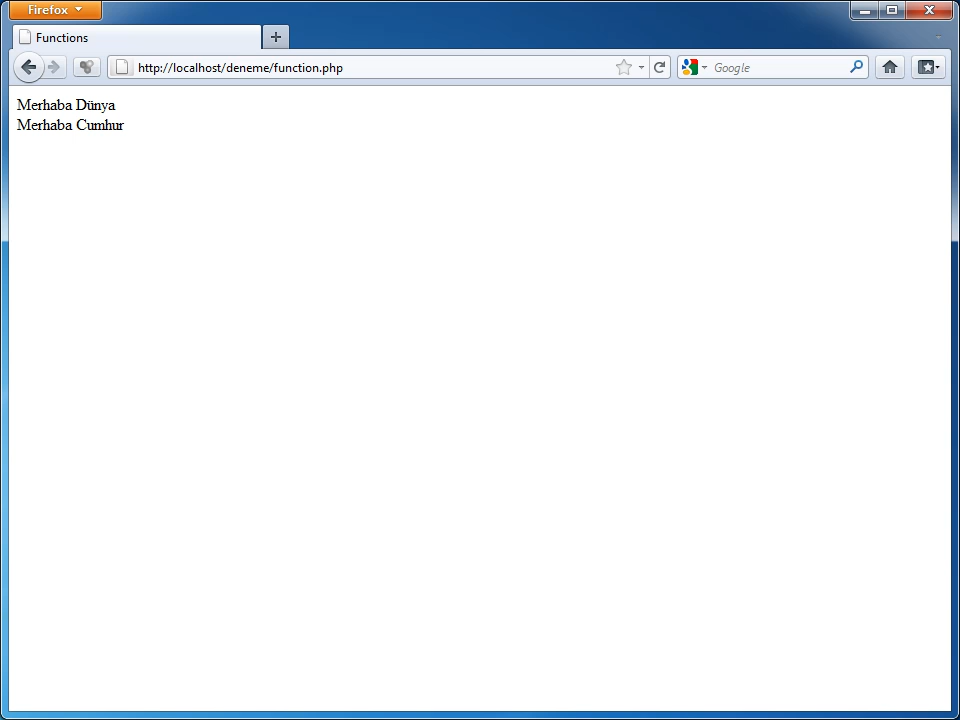 Firefox
Functions
http://localhost/deneme/function.php
Google
Merhaba Dünya
Merhaba Cumhur